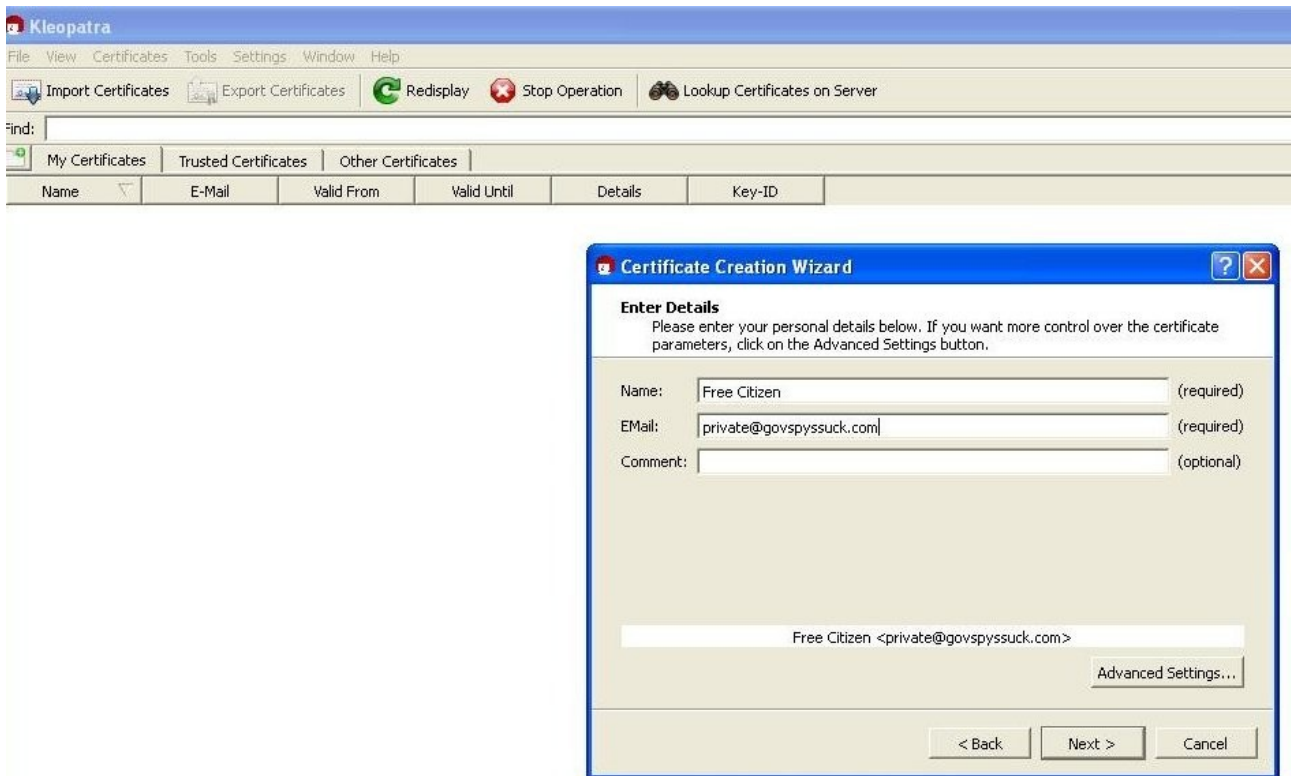 Kleopatra
File View Certificates Tools Settings Window Help
Import Certificates Export Certificates Redisplay Stop Operation Lookup Certificates on Server
Find:
My Certificates Trusted Certificates Other Certificates
Name E-Mail Valid From Valid Until Details Key-ID
Certificate Creation Wizard
Enter Details
Please enter your personal details below. If you want more control over the certificate
parameters, click on the Advanced Settings button.
Name: Free Citizen (required)
EMail: private@govspyssuck.com (required)
Comment: (optional)
Free Citizen <private@govspyssuck.com>
Advanced Settings...
< Back Next > Cancel